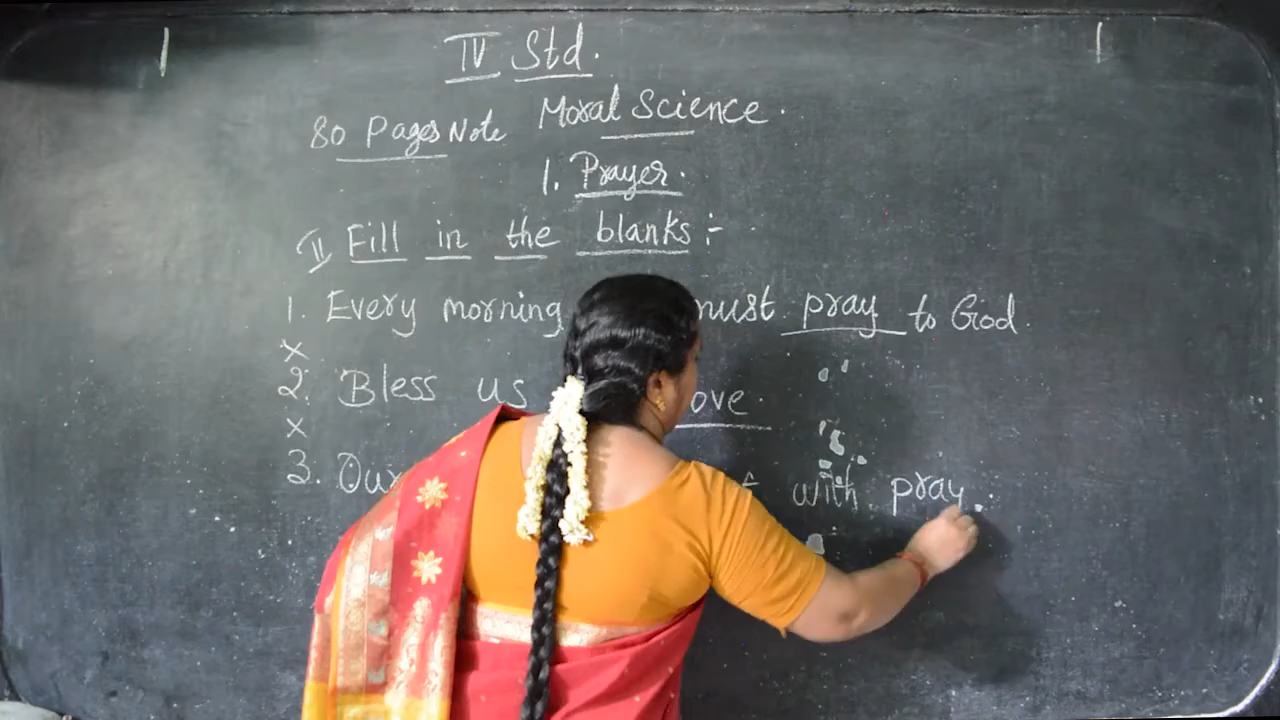 IV Std.
80 Pages Note Moral Science.
1. Prayer.
II Fill in the blanks :-
1. Every morning must pray to God.
x
2. Bless us
x
3. Our with pray